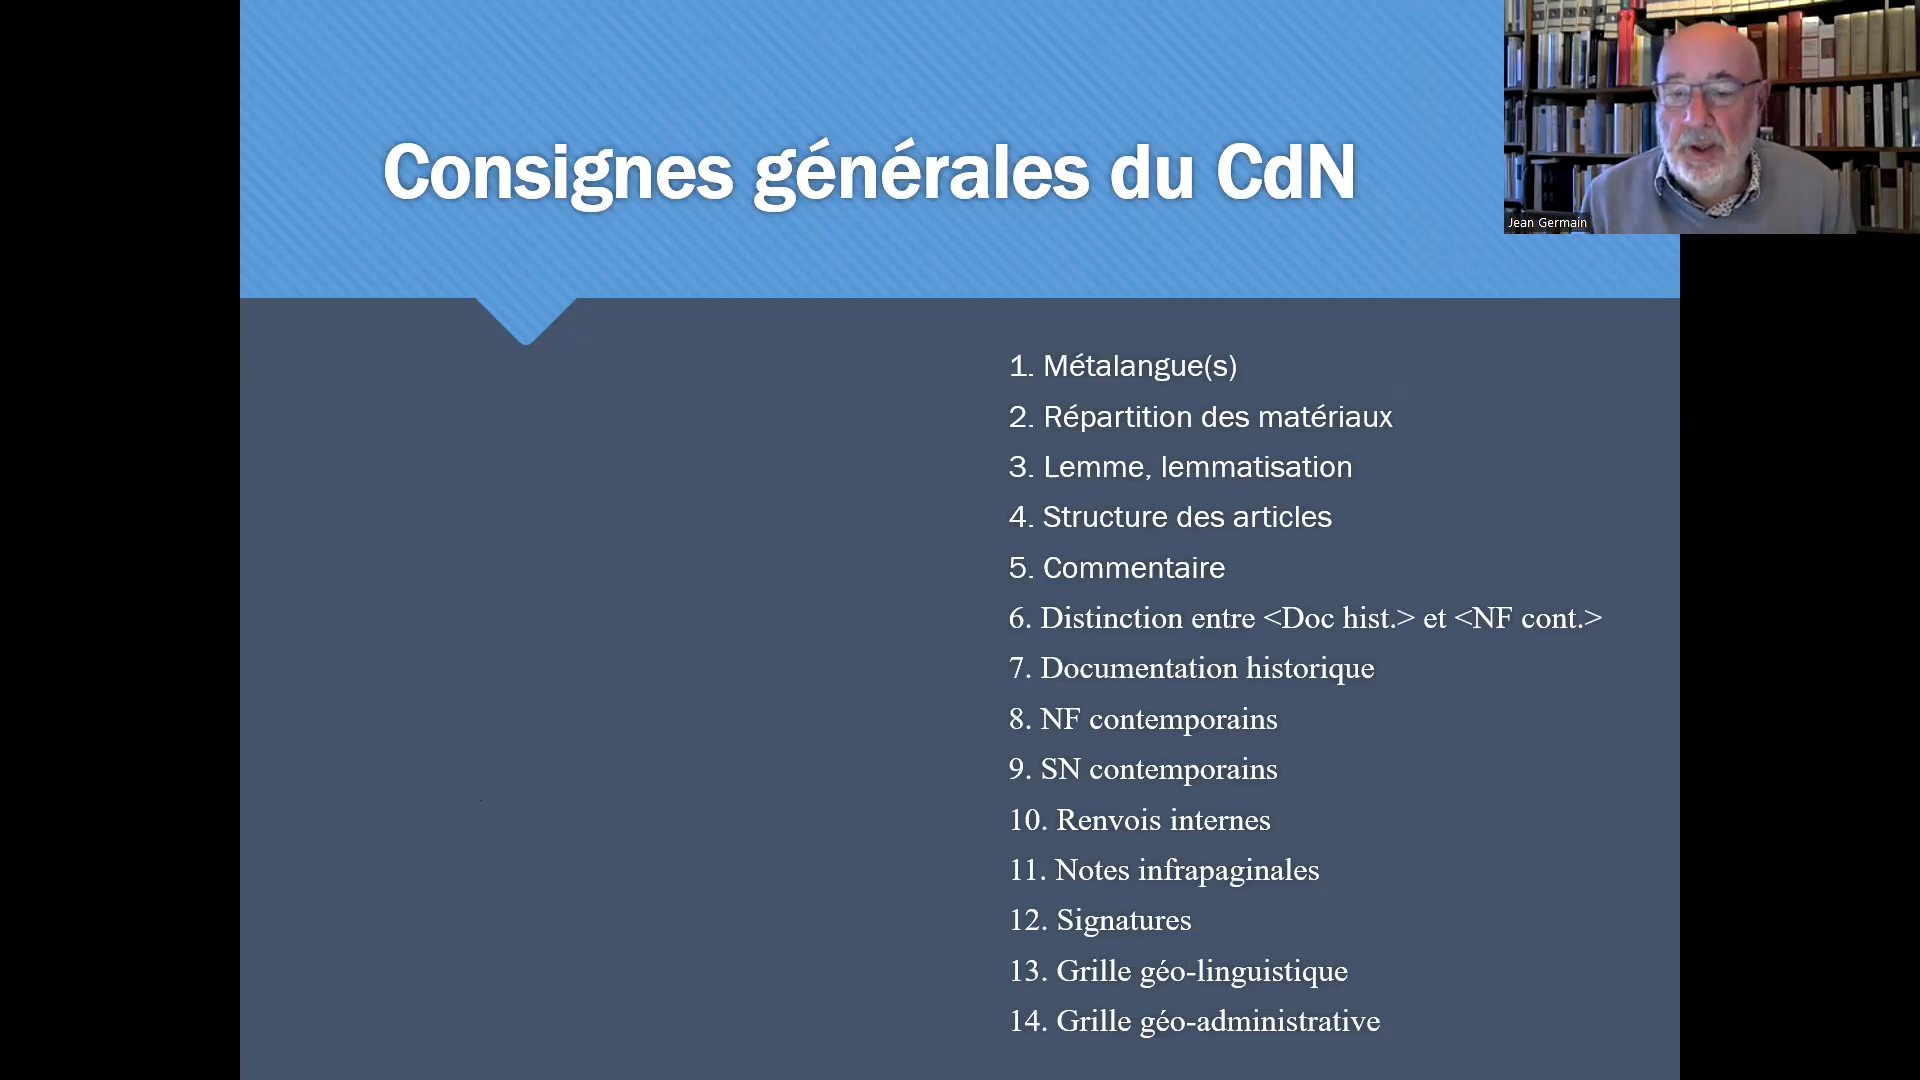 Consignes générales du CdN
Jean Germain
1. Métalangue(s)
2. Répartition des matériaux
3. Lemme, lemmatisation
4. Structure des articles
5. Commentaire
6. Distinction entre <Doc hist.> et <NF cont.>
7. Documentation historique
8. NF contemporains
9. SN contemporains
10. Renvois internes
11. Notes infrapaginales
12. Signatures
13. Grille géo-linguistique
14. Grille géo-administrative